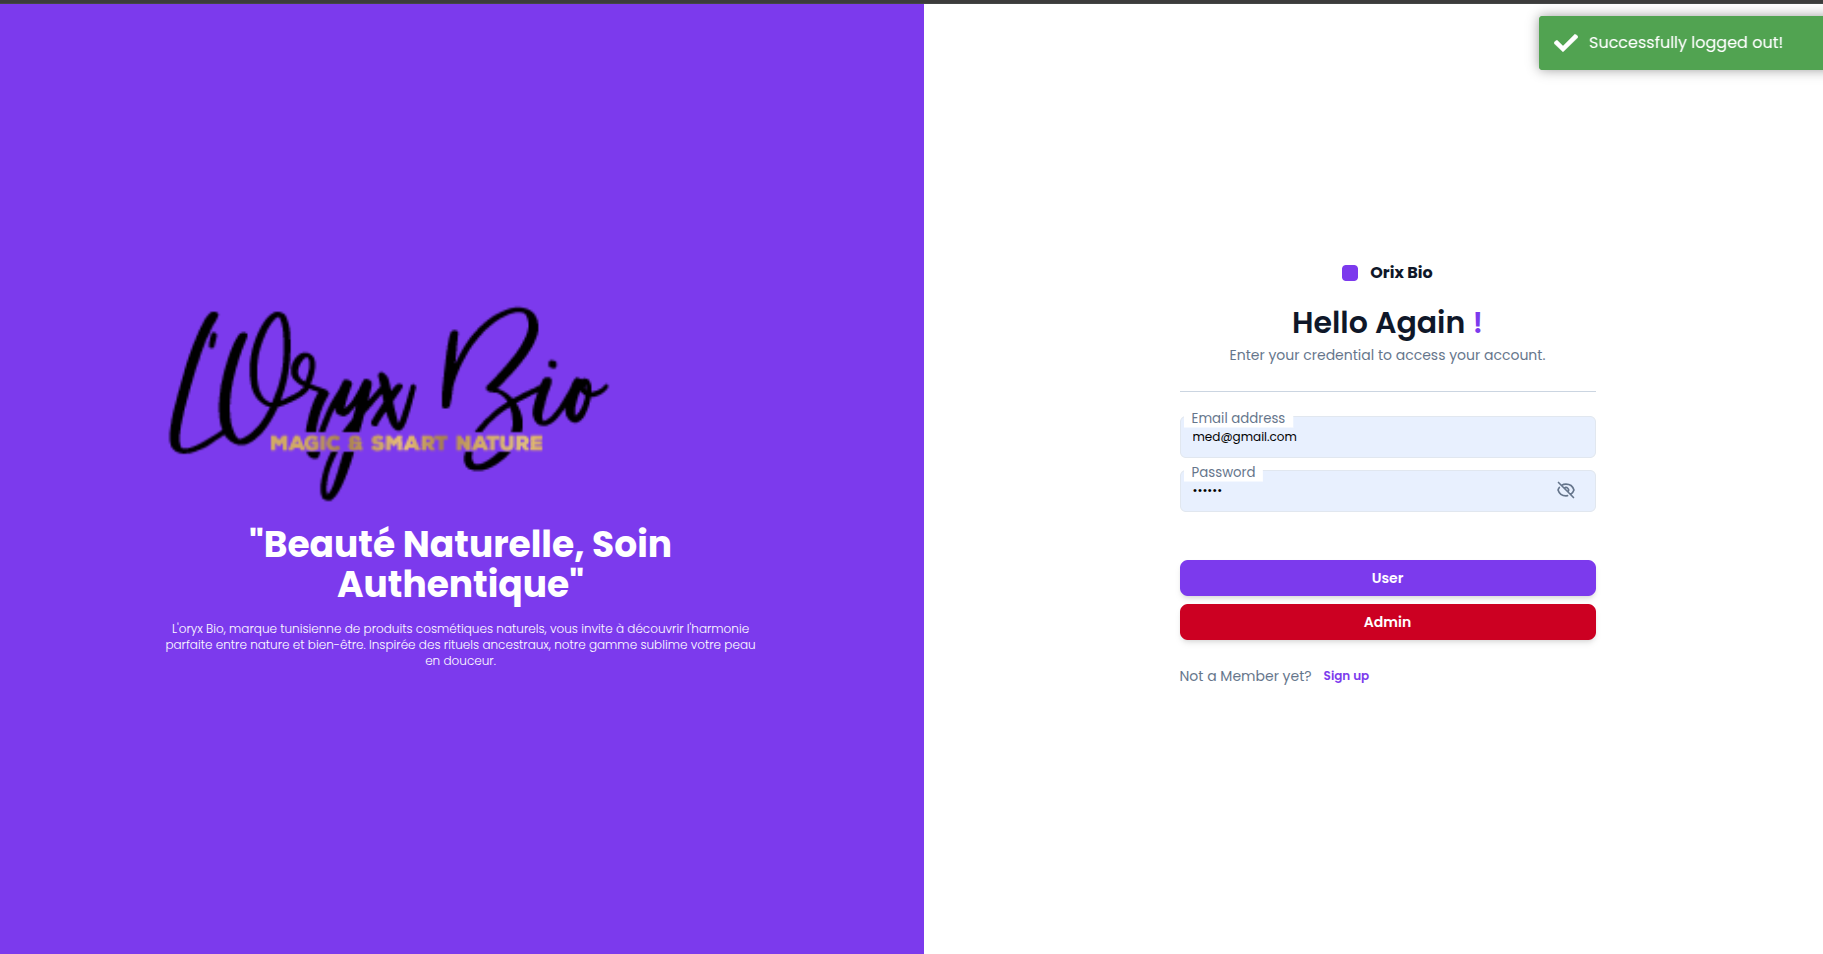 L'Oryx Bio
MAGIC & SMART NATURE
"Beauté Naturelle, Soin
Authentique"
L'oryx Bio, marque tunisienne de produits cosmétiques naturels, vous invite à découvrir l'harmonie
parfaite entre nature et bien-être. Inspirée des rituels ancestraux, notre gamme sublime votre peau
en douceur.
Successfully logged out!
Orix Bio
Hello Again !
Enter your credential to access your account.
Email address
med@gmail.com
Password
••••••
User
Admin
Not a Member yet? Sign up